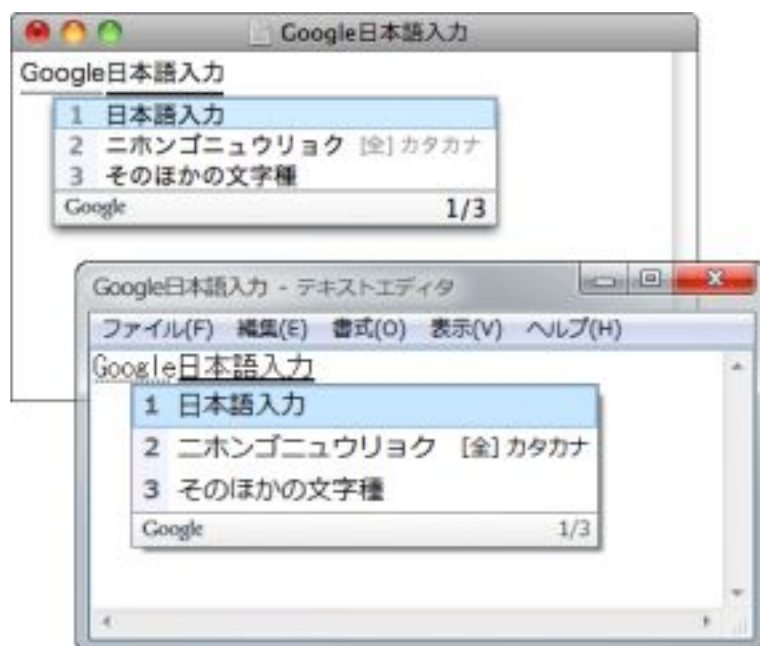 Google日本語入力
Google日本語入力
1 日本語入力
2 ニホンゴニュウリョク [全]カタカナ
3 そのほかの文字種
Google 1/3
Google日本語入力 - テキストエディタ
ファイル(F) 編集(E) 書式(O) 表示(V) ヘルプ(H)
Google日本語入力
1 日本語入力
2 ニホンゴニュウリョク [全]カタカナ
3 そのほかの文字種
Google 1/3